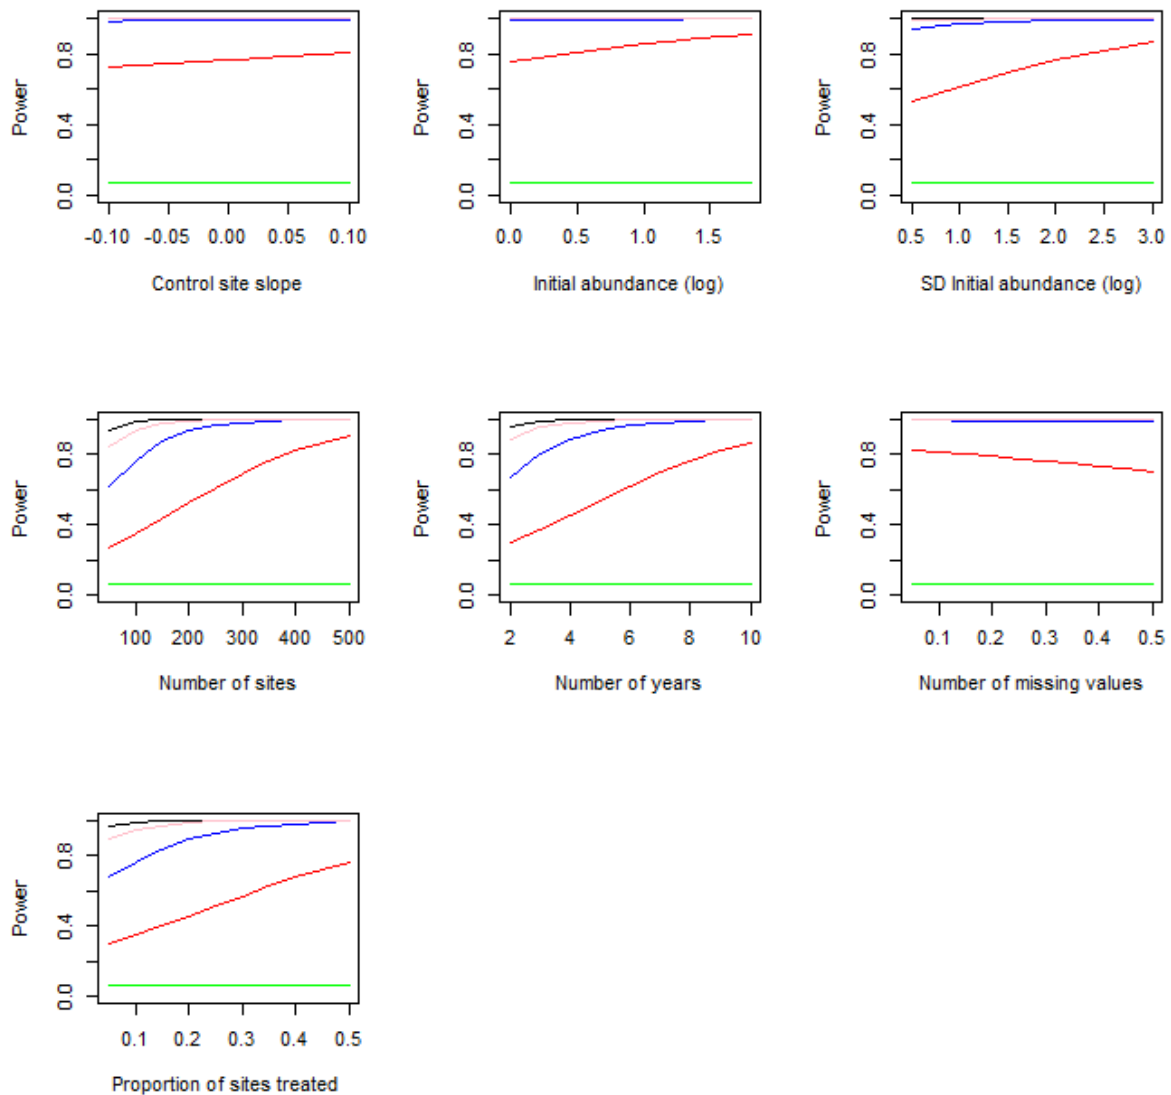 Power
0.0 0.4 0.8
-0.10 -0.05 0.00 0.05 0.10
Control site slope
Power
0.0 0.4 0.8
0.0 0.5 1.0 1.5
Initial abundance (log)
Power
0.0 0.4 0.8
0.5 1.0 1.5 2.0 2.5 3.0
SD Initial abundance (log)
Power
0.0 0.4 0.8
100 200 300 400 500
Number of sites
Power
0.0 0.4 0.8
2 4 6 8 10
Number of years
Power
0.0 0.4 0.8
0.1 0.2 0.3 0.4 0.5
Number of missing values
Power
0.0 0.4 0.8
0.1 0.2 0.3 0.4 0.5
Proportion of sites treated